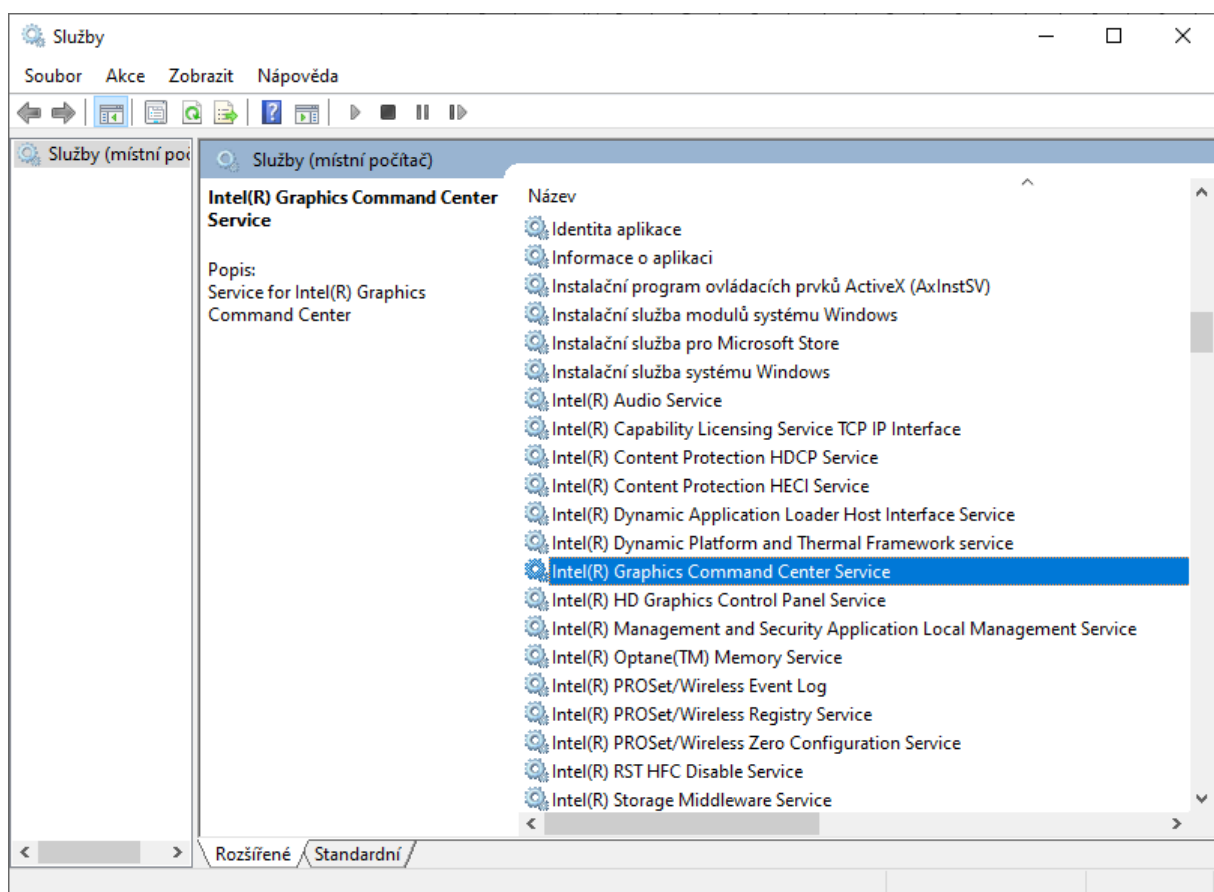 Služby
Soubor Akce Zobrazit Nápověda
Služby (místní poč
Služby (místní počítač)
Intel(R) Graphics Command Center
Service
Popis:
Service for Intel(R) Graphics
Command Center
Název
Identita aplikace
Informace o aplikaci
Instalační program ovládacích prvků ActiveX (AxInstSV)
Instalační služba modulů systému Windows
Instalační služba pro Microsoft Store
Instalační služba systému Windows
Intel(R) Audio Service
Intel(R) Capability Licensing Service TCP IP Interface
Intel(R) Content Protection HDCP Service
Intel(R) Content Protection HECI Service
Intel(R) Dynamic Application Loader Host Interface Service
Intel(R) Dynamic Platform and Thermal Framework service
Intel(R) Graphics Command Center Service
Intel(R) HD Graphics Control Panel Service
Intel(R) Management and Security Application Local Management Service
Intel(R) Optane(TM) Memory Service
Intel(R) PROSet/Wireless Event Log
Intel(R) PROSet/Wireless Registry Service
Intel(R) PROSet/Wireless Zero Configuration Service
Intel(R) RST HFC Disable Service
Intel(R) Storage Middleware Service
Rozšířené Standardní